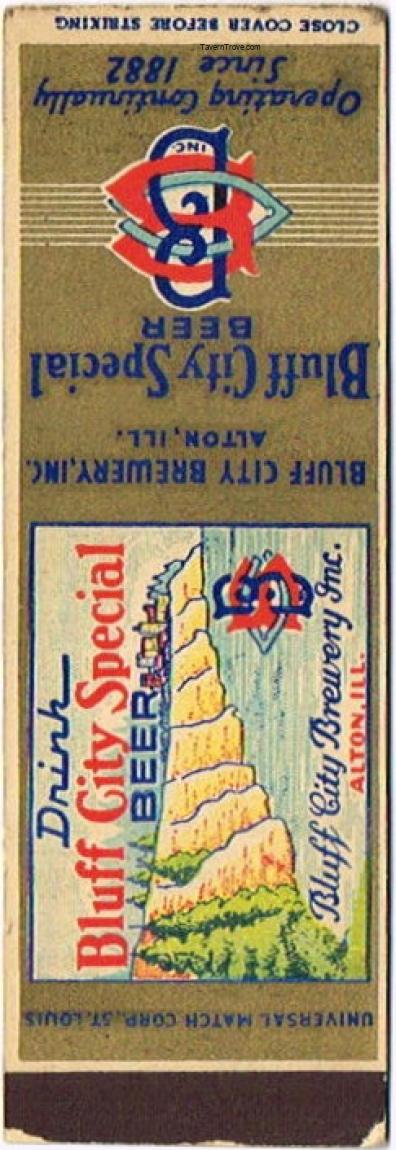 CLOSE COVER BEFORE STRIKING
TavernTrove.com
Operating Continually
Since 1882
INC.
Bluff City Special
BEER
BLUFF CITY BREWERY, INC.
ALTON, ILL.
Drink
Bluff City Special
BEER
Bluff City Brewery Inc.
ALTON, ILL.
UNIVERSAL MATCH CORP., ST. LOUIS